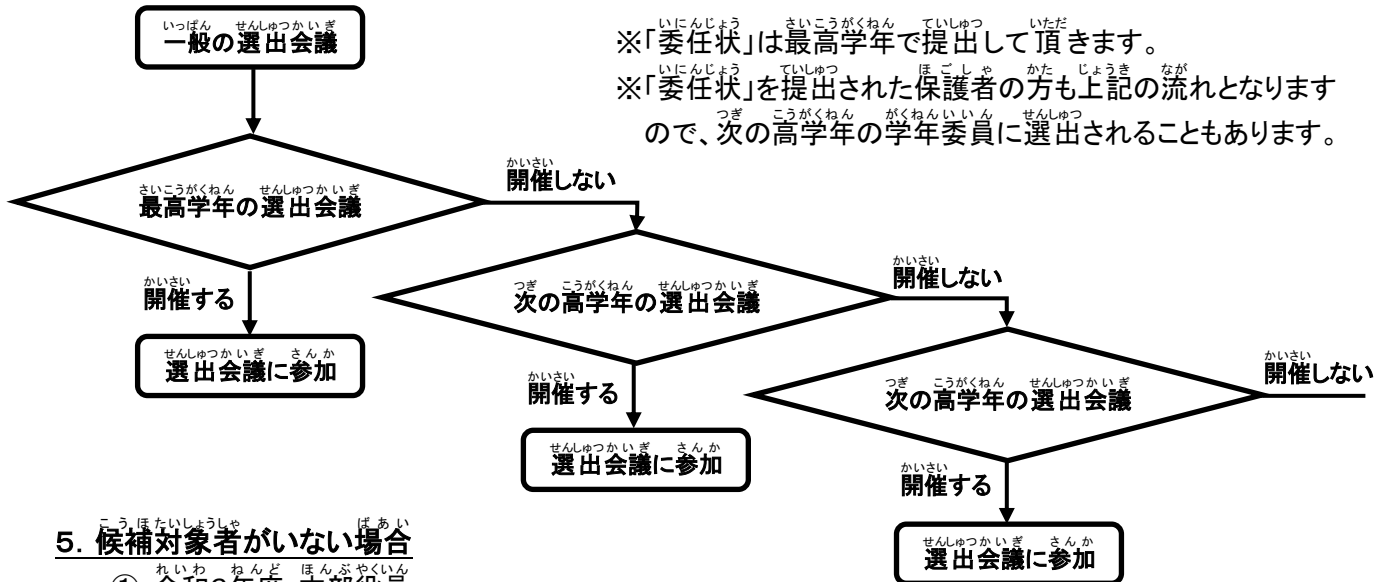 一般の選出会議
※「委任状」は最高学年で提出して頂きます。
※「委任状」を提出された保護者の方も上記の流れとなります
ので、次の高学年の学年委員に選出されることもあります。
最高学年の選出会議
開催しない
開催する
選出会議に参加
次の高学年の選出会議
開催しない
開催する
選出会議に参加
次の高学年の選出会議
開催しない
開催する
選出会議に参加
5. 候補対象者がいない場合